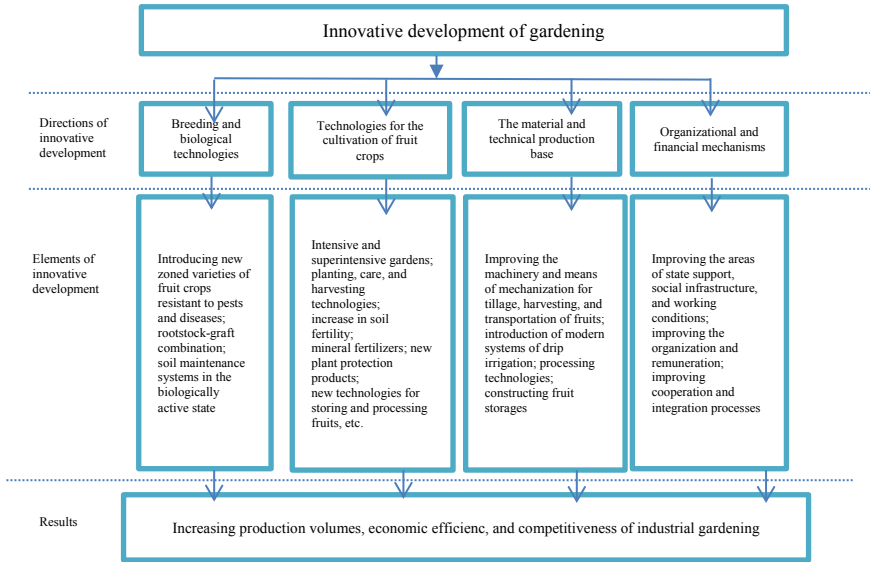 Innovative development of gardening
Directions of
innovative
development
Breeding and
biological
technologies
Technologies for the
cultivation of fruit
crops
The material and
technical production
base
Organizational and
financial mechanisms
Elements of
innovative
development
Introducing new
zoned varieties of
fruit crops
resistant to pests
and diseases;
rootstock-graft
combination;
soil maintenance
systems in the
biologically
active state
Intensive and
superintensive gardens;
planting, care, and
harvesting
technologies;
increase in soil
fertility;
mineral fertilizers; new
plant protection
products;
new technologies for
storing and processing
fruits, etc.
Improving the
machinery and means
of mechanization for
tillage, harvesting, and
transportation of fruits;
introduction of modern
systems of drip
irrigation; processing
technologies;
constructing fruit
storages
Improving the areas
of state support,
social infrastructure,
and working
conditions;
improving the
organization and
remuneration;
improving
cooperation and
integration processes
Results
Increasing production volumes, economic efficienc, and competitiveness of industrial gardening